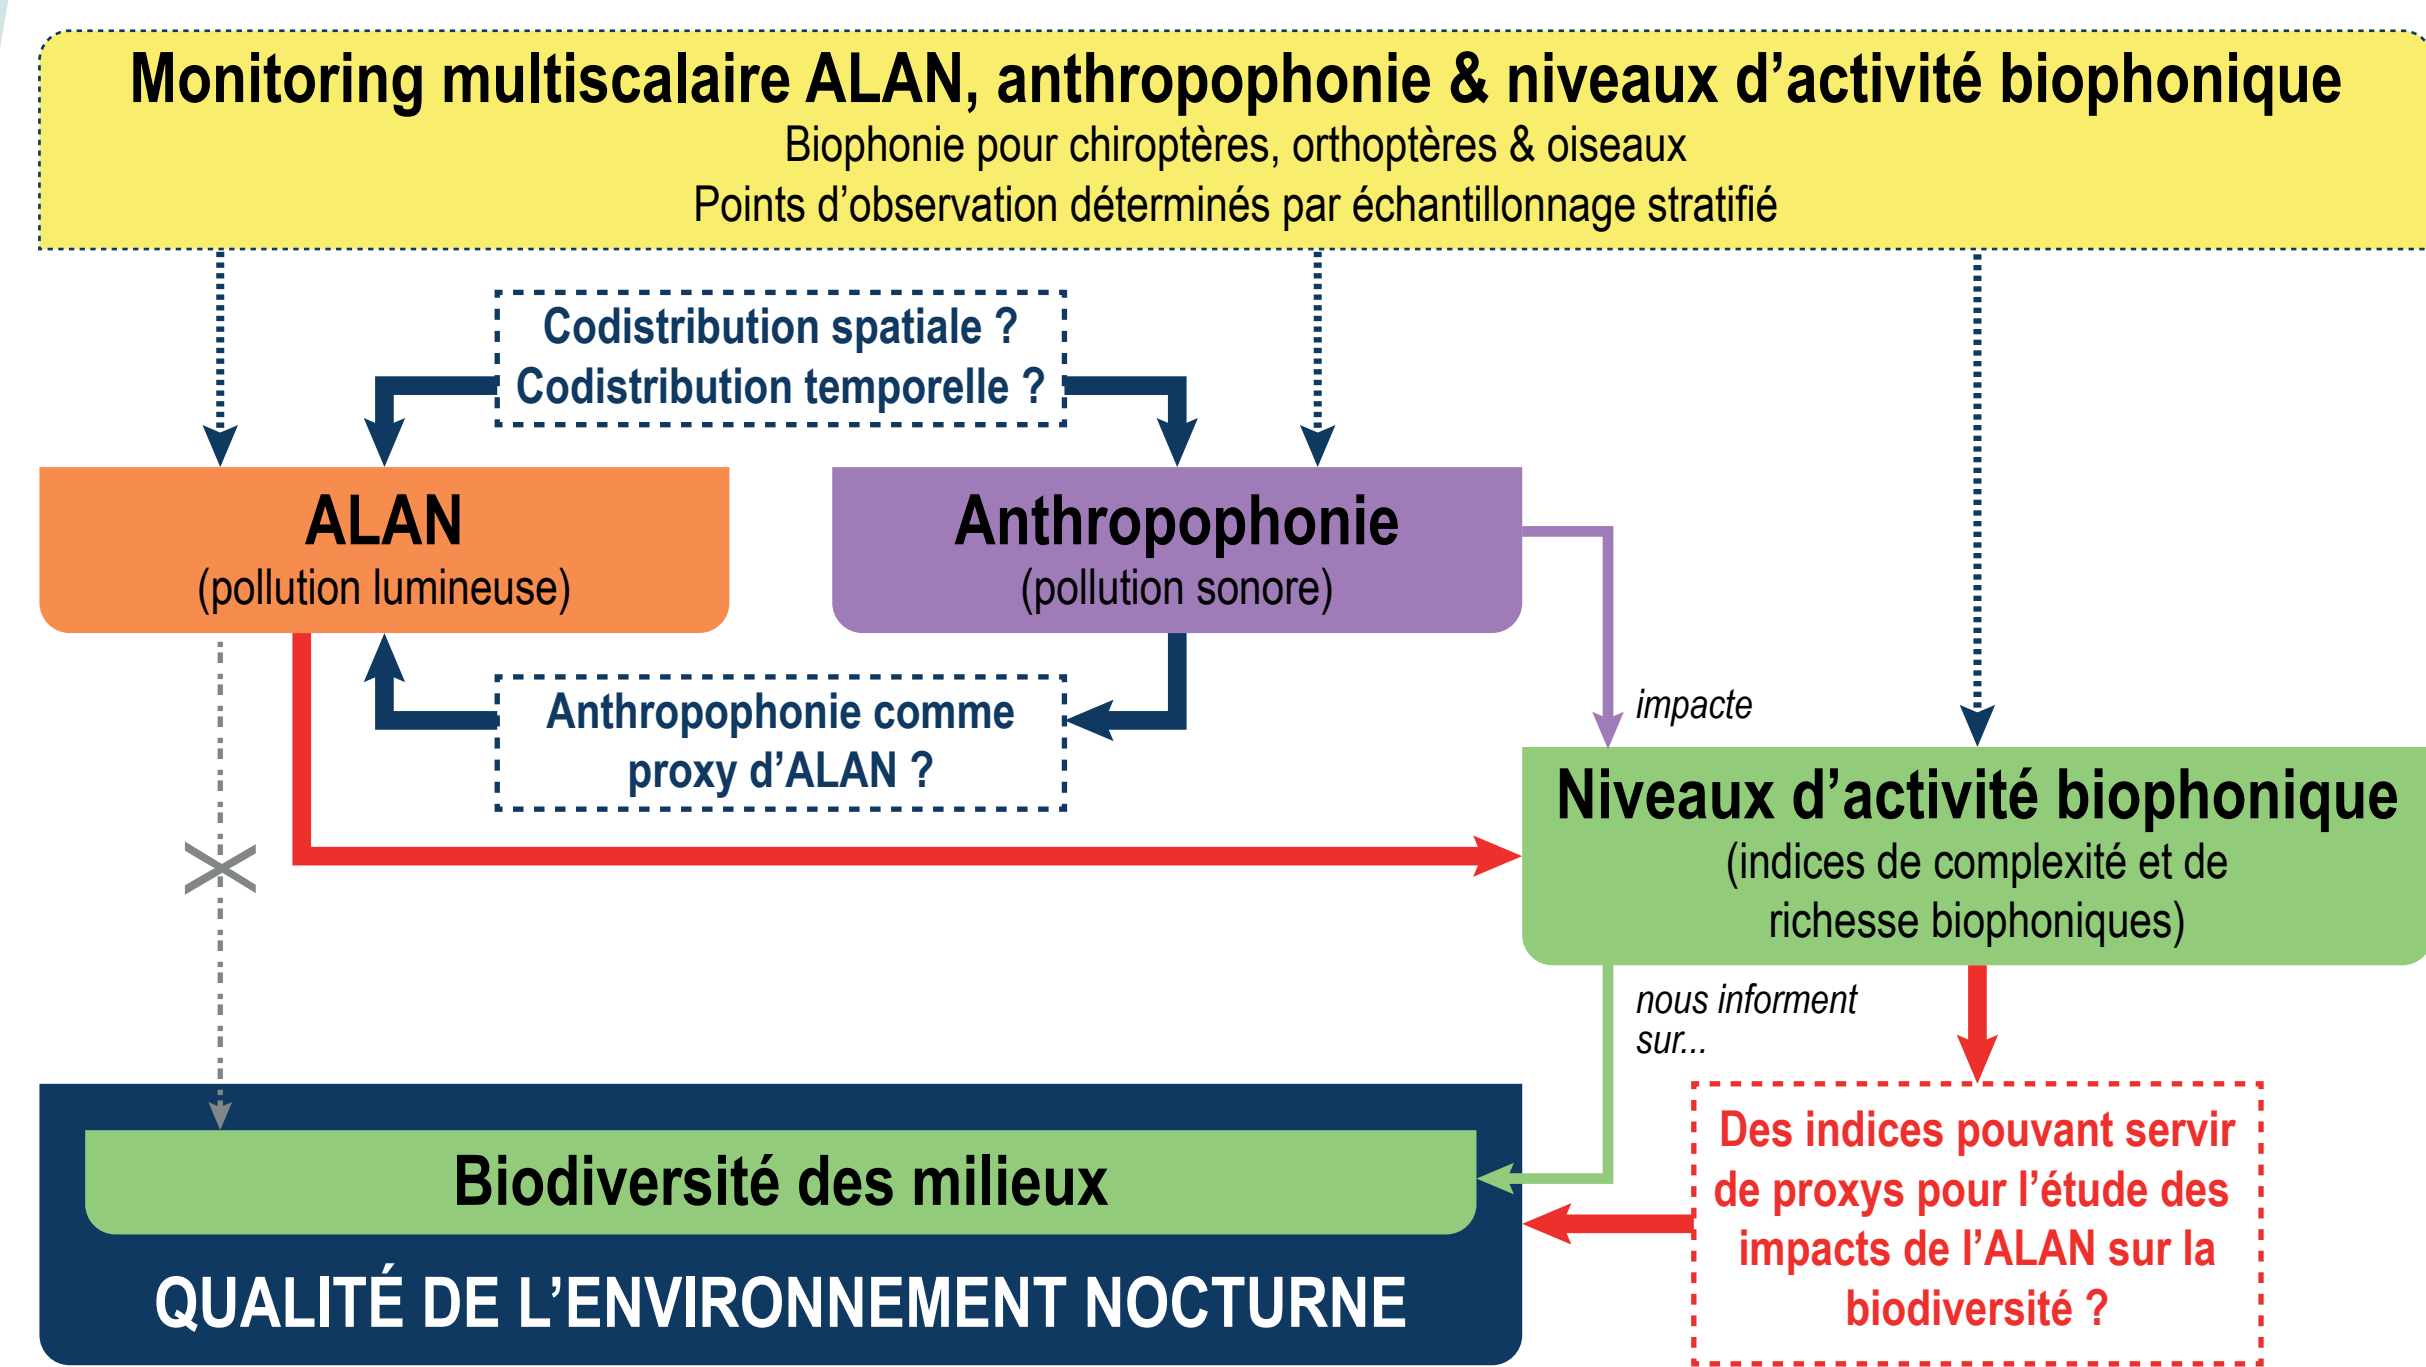 Monitoring multiscalaire ALAN, anthropophonie & niveaux d’activité biophonique
Biophonie pour chiroptères, orthoptères & oiseaux
Points d’observation déterminés par échantillonnage stratifié
Codistribution spatiale ?
Codistribution temporelle ?
ALAN
(pollution lumineuse)
Anthropophonie
(pollution sonore)
Anthropophonie comme
proxy d’ALAN ?
impacte
Niveaux d’activité biophonique
(indices de complexité et de
richesse biophoniques)
nous informent
sur...
Des indices pouvant servir
de proxys pour l’étude des
impacts de l’ALAN sur la
biodiversité ?
Biodiversité des milieux
QUALITÉ DE L’ENVIRONNEMENT NOCTURNE